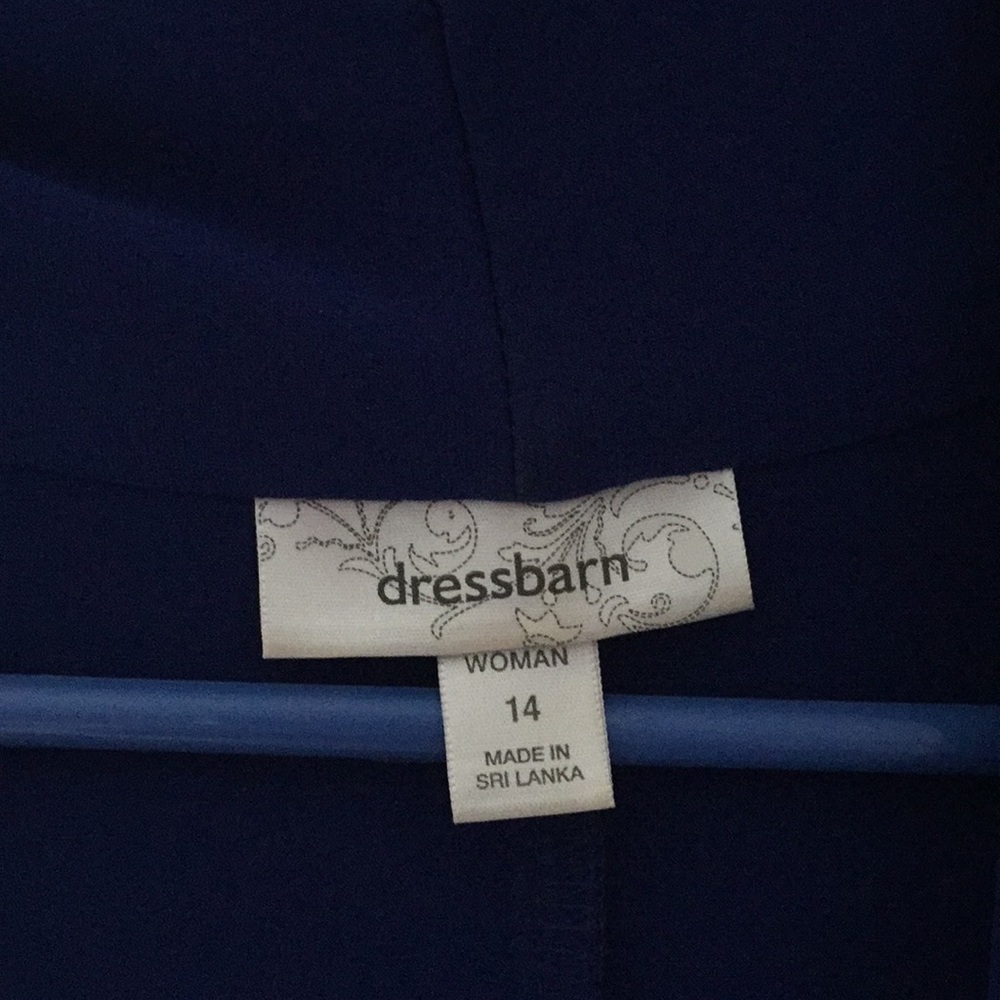 dressbarn
WOMAN
14
MADE IN
SRI LANKA